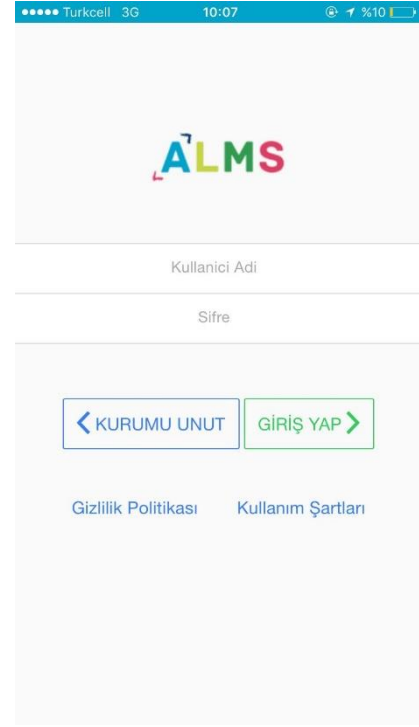 Turkcell 3G 10:07 %10
ALMS
Kullanici Adi
Sifre
KURUMU UNUT GİRİŞ YAP
Gizlilik Politikası Kullanım Şartları